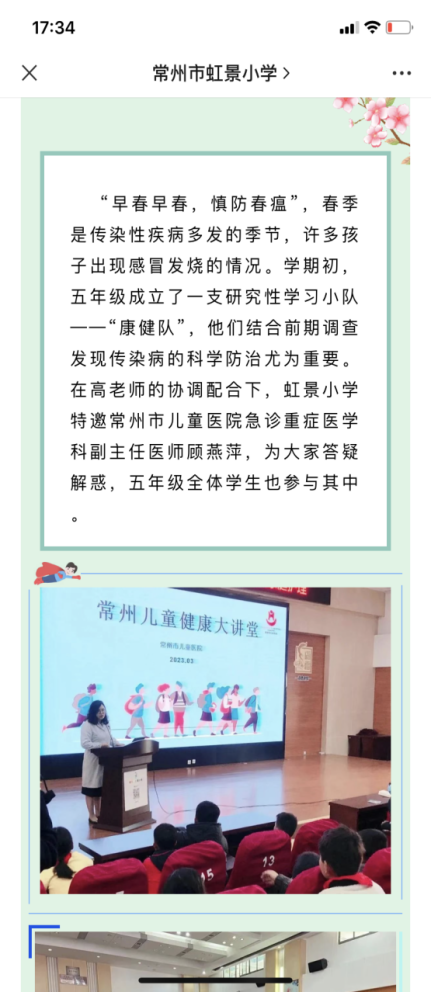 17:34
常州市虹景小学
“早春早春，慎防春瘟”，春季
是传染性疾病多发的季节，许多孩
子出现感冒发烧的情况。学期初，
五年级成立了一支研究性学习小队
——“康健队”，他们结合前期调查
发现传染病的科学防治尤为重要。
在高老师的协调配合下，虹景小学
特邀常州市儿童医院急诊重症医学
科副主任医师顾燕萍，为大家答疑
解惑，五年级全体学生也参与其中
。
常州儿童健康大讲堂
常州市儿童医院
2023.03
15
13